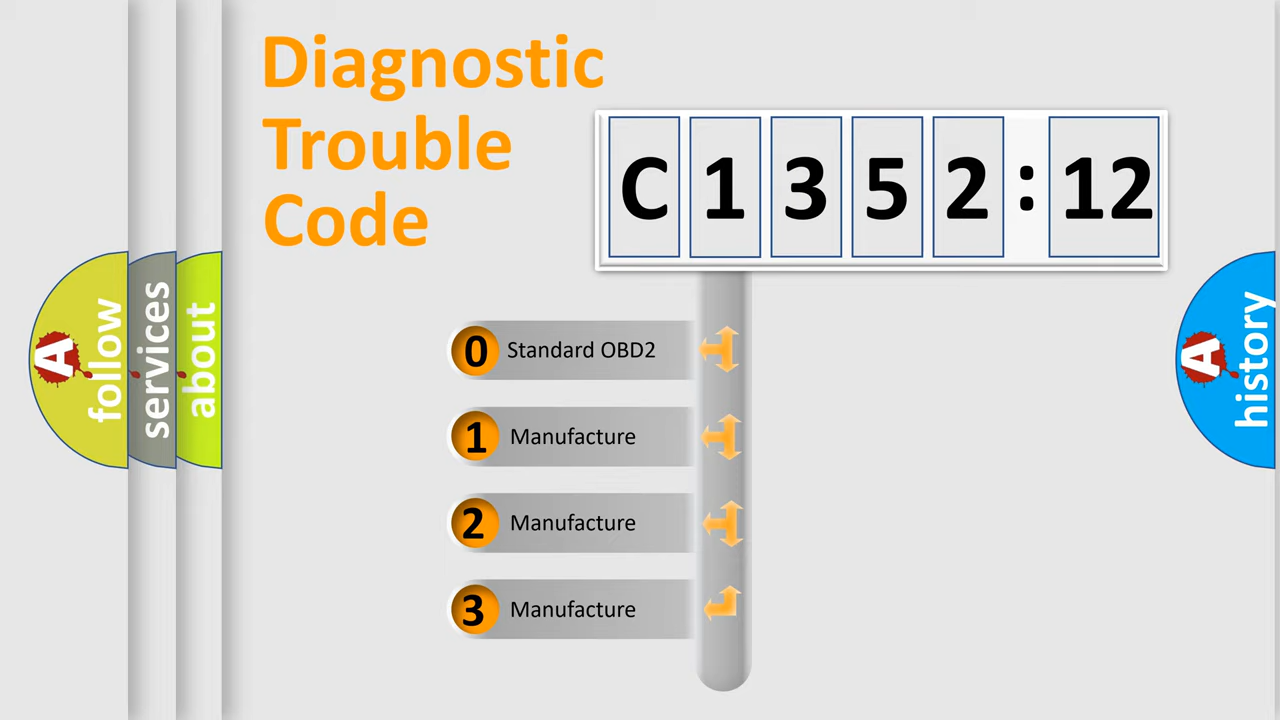 Diagnostic
Trouble
Code
C 1 3 5 2 : 12
0 Standard OBD2
1 Manufacture
2 Manufacture
3 Manufacture
A follow
services
about
A history